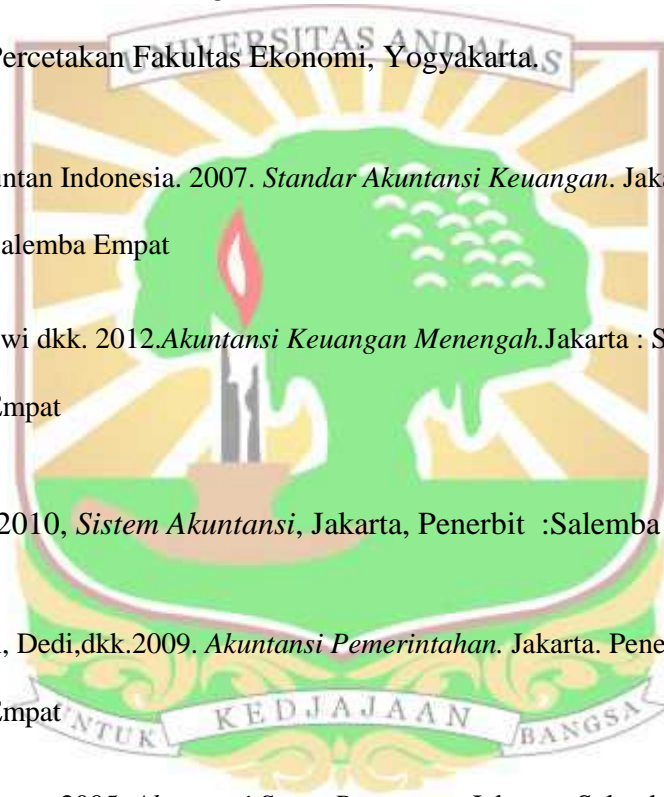 UNIVERSITAS ANDALAS
Percetakan Fakultas Ekonomi, Yogyakarta.
untan Indonesia. 2007. Standar Akuntansi Keuangan. Jaka
alemba Empat
wi dkk. 2012.Akuntansi Keuangan Menengah.Jakarta : S
Empat
2010, Sistem Akuntansi, Jakarta, Penerbit :Salemba
, Dedi,dkk.2009. Akuntansi Pemerintahan. Jakarta. Pene
Empat
UNTUK KEDJAJAAN BANGSA
2005.